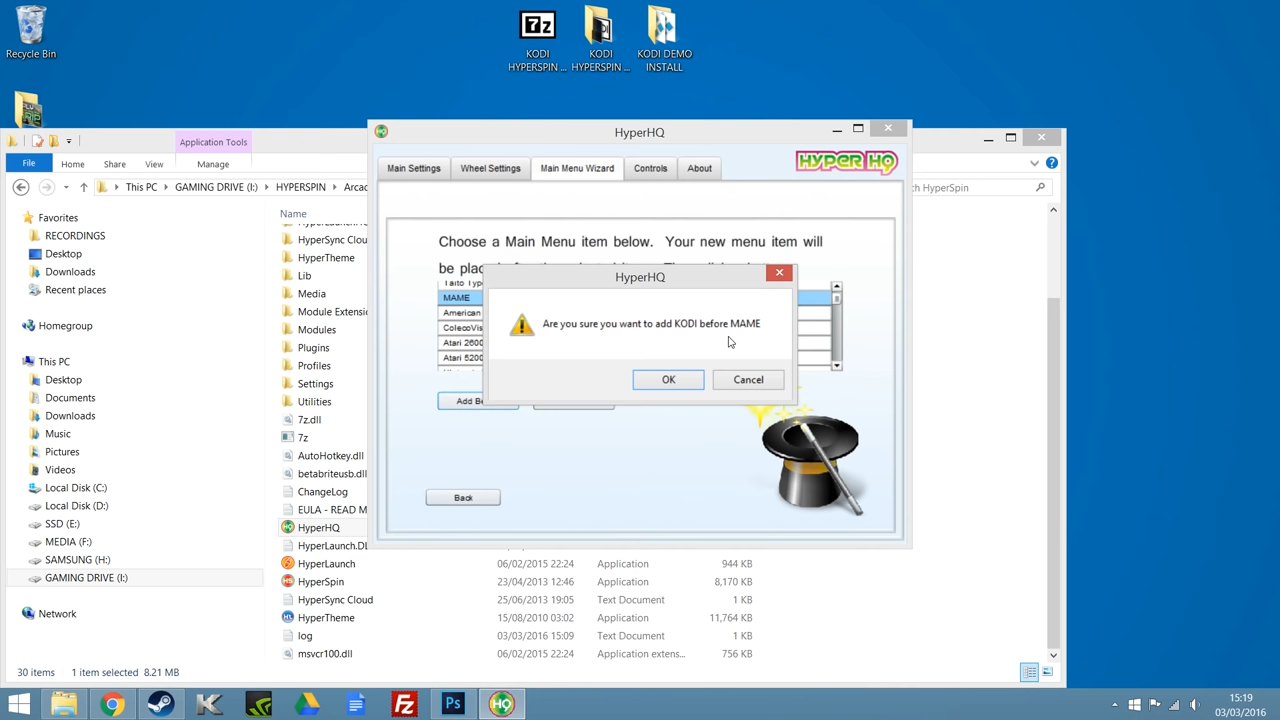 Recycle Bin
7z
KODI
HYPERSPIN ...
KODI
HYPERSPIN ...
KODI DEMO
INSTALL
Application Tools
File
Home
Share
View
Manage
This PC
GAMING DRIVE (I:)
HYPERSPIN
ch HyperSpin
Favorites
RECORDINGS
Desktop
Downloads
Recent places
Homegroup
This PC
Desktop
Documents
Downloads
Music
Pictures
Videos
Local Disk (C:)
Local Disk (D:)
SSD (E:)
MEDIA (F:)
SAMSUNG (H:)
GAMING DRIVE (I:)
Network
Name
HyperSync Clou
HyperTheme
Lib
Media
Module Extensi
Modules
Plugins
Profiles
Settings
Utilities
7z.dll
7z
AutoHotkey.dll
betabriteusb.dl
ChangeLog
EULA - READ M
HyperHQ
HyperLaunch.DL
HyperLaunch 06/02/2015 22:24 Application 944 KB
HyperSpin 23/04/2013 12:46 Application 8,170 KB
HyperSync Cloud 25/06/2013 19:05 Text Document 1 KB
HyperTheme 15/08/2010 03:02 Application 11,764 KB
log 03/03/2016 15:09 Text Document 1 KB
msvcr100.dll 06/02/2015 22:24 Application extens... 756 KB
30 items 1 item selected 8.21 MB
HyperHQ
Main Settings
Wheel Settings
Main Menu Wizard
Controls
About
HYPER HQ
Choose a Main Menu item below. Your new menu item will
MAME
American
ColecoVis
Atari 2600
Atari 5200
Back
HyperHQ
Are you sure you want to add KODI before MAME
OK
Cancel
15:19
03/03/2016